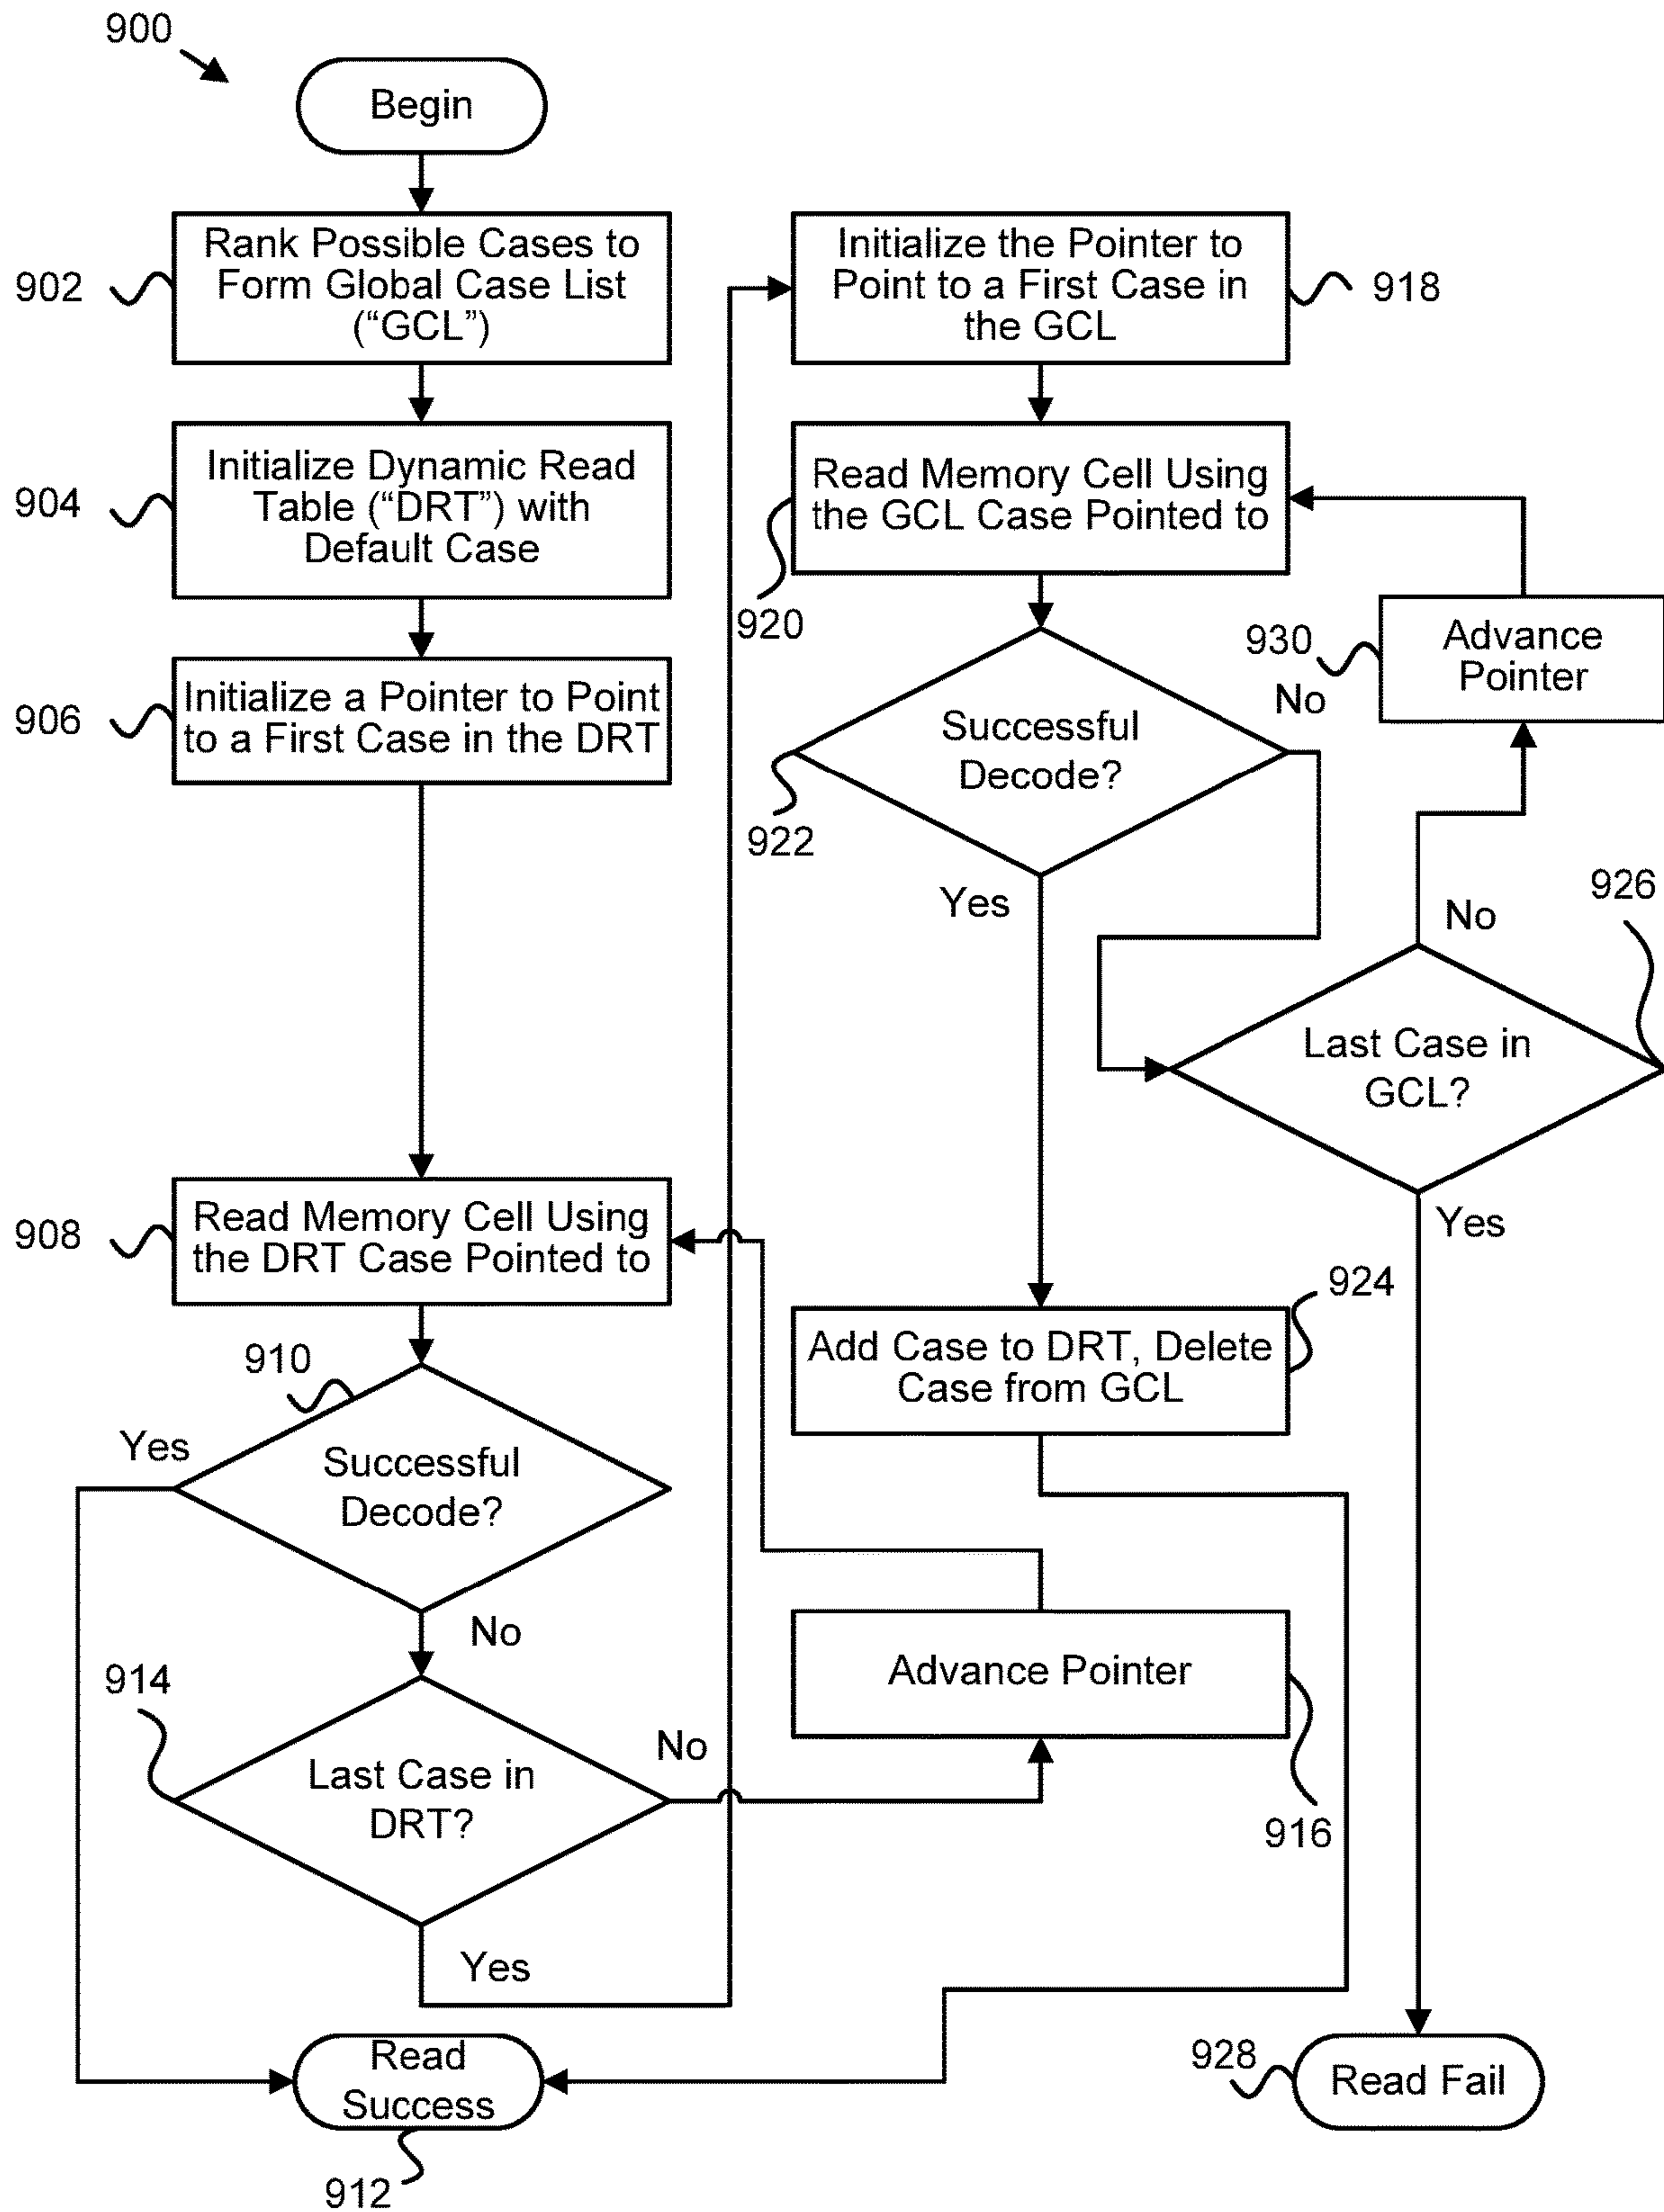 900
Begin
902
Rank Possible Cases to
Form Global Case List
(“GCL”)
904
Initialize Dynamic Read
Table (“DRT”) with
Default Case
906
Initialize a Pointer to Point
to a First Case in the DRT
908
Read Memory Cell Using
the DRT Case Pointed to
910
Yes
Successful
Decode?
No
914
Last Case in
DRT?
No
Yes
Read
Success
912
Initialize the Pointer to
Point to a First Case in
the GCL
918
Read Memory Cell Using
the GCL Case Pointed to
920
930
Advance
Pointer
No
Successful
Decode?
922
Yes
926
No
Last Case in
GCL?
Yes
924
Add Case to DRT, Delete
Case from GCL
Advance Pointer
916
928
Read Fail